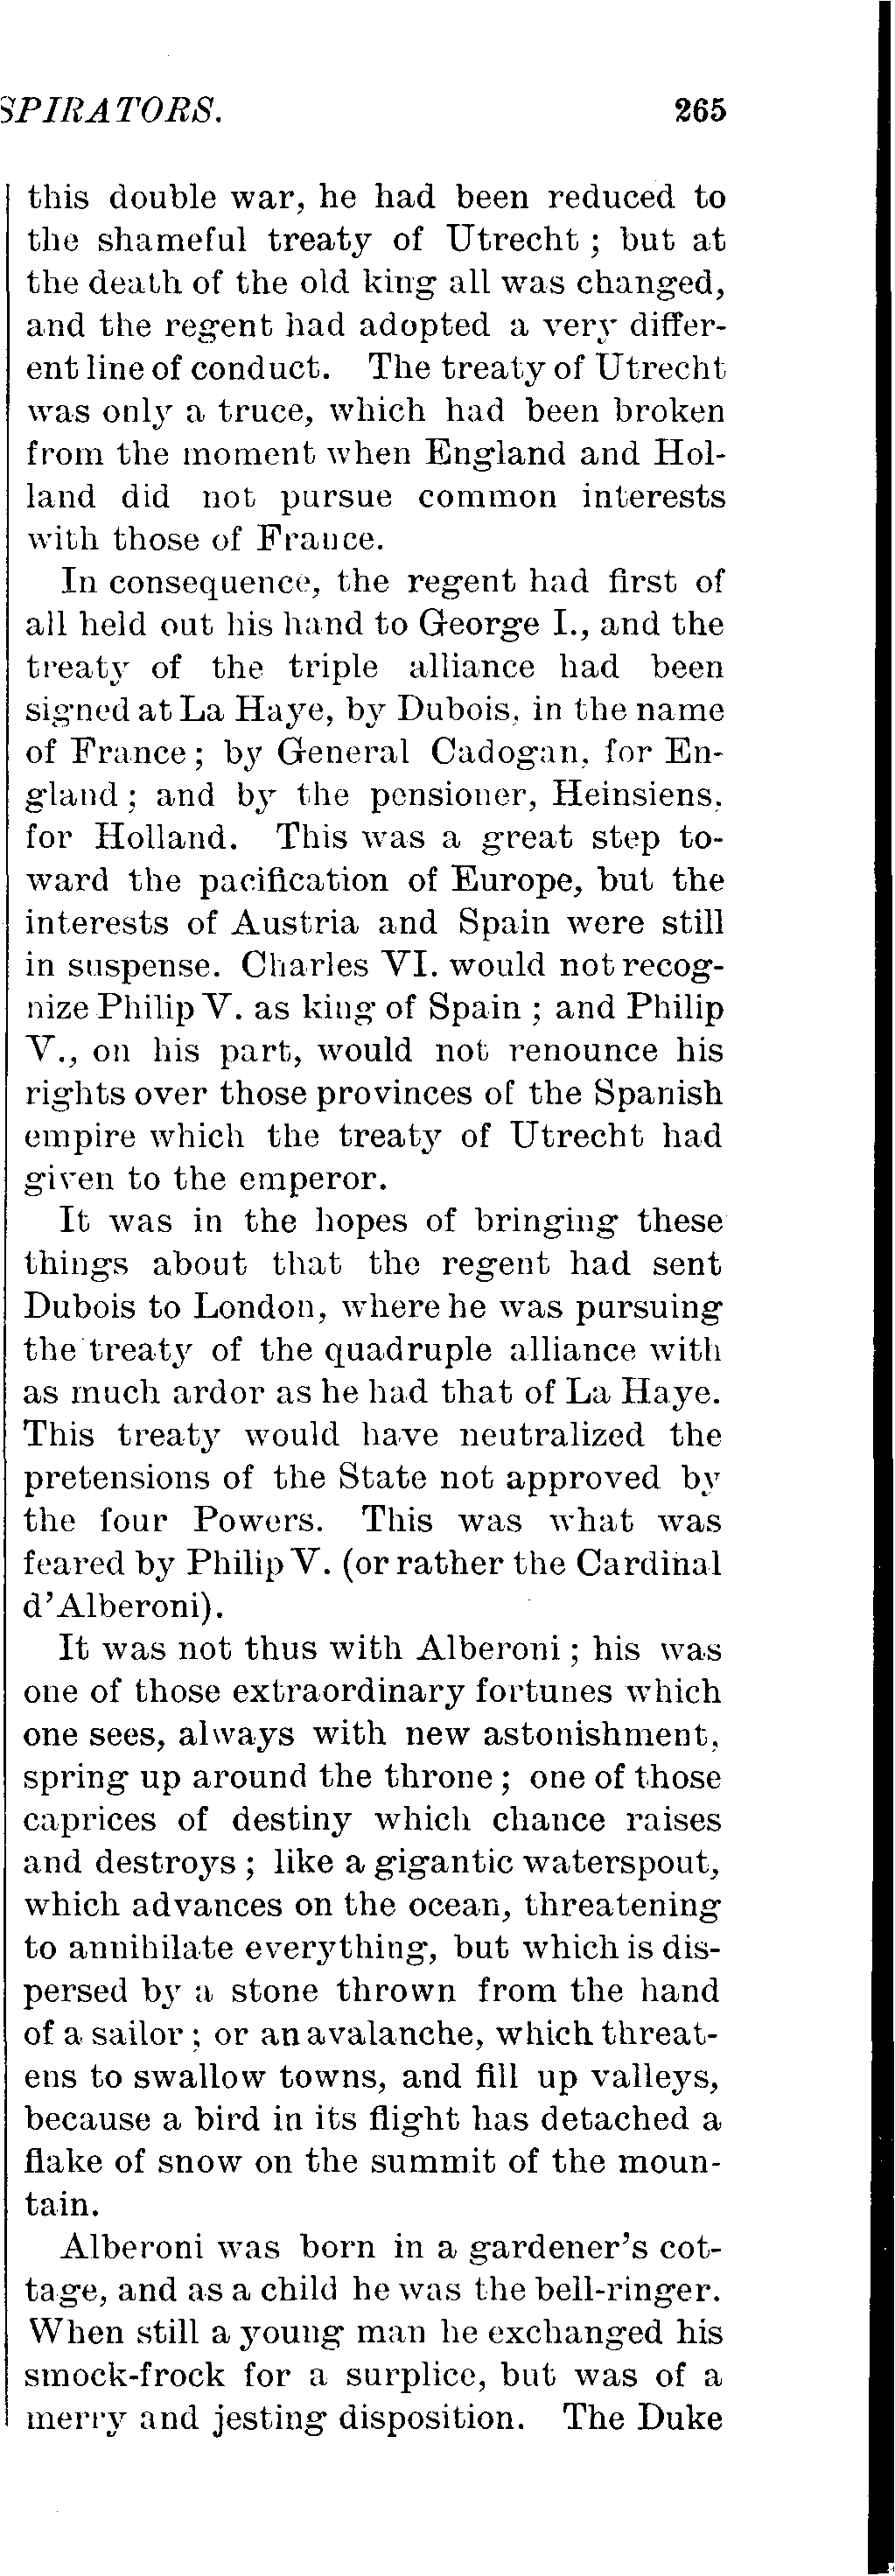 SPIRATORS. 265
this double war, he had been reduced to
the shameful treaty of Utrecht ; but at
the death of the old king all was changed,
and the regent had adopted a very differ-
ent line of conduct. The treaty of Utrecht
was only a truce, which had been broken
from the moment when England and Hol-
land did not pursue common interests
with those of France.
In consequence, the regent had first of
all held out his hand to George I., and the
treaty of the triple alliance had been
signed at La Haye, by Dubois, in the name
of France ; by General Cadogan, for En-
gland ; and by the pensioner, Heinsiens,
for Holland. This was a great step to-
ward the pacification of Europe, but the
interests of Austria and Spain were still
in suspense. Charles VI. would not recog-
nize Philip V. as king of Spain ; and Philip
V., on his part, would not renounce his
rights over those provinces of the Spanish
empire which the treaty of Utrecht had
given to the emperor.
It was in the hopes of bringing these
things about that the regent had sent
Dubois to London, where he was pursuing
the treaty of the quadruple alliance with
as much ardor as he had that of La Haye.
This treaty would have neutralized the
pretensions of the State not approved by
the four Powers. This was what was
feared by Philip V. (or rather the Cardinal
d'Alberoni).
It was not thus with Alberoni ; his was
one of those extraordinary fortunes which
one sees, always with new astonishment,
spring up around the throne ; one of those
caprices of destiny which chance raises
and destroys ; like a gigantic waterspout,
which advances on the ocean, threatening
to annihilate everything, but which is dis-
persed by a stone thrown from the hand
of a sailor ; or an avalanche, which threat-
ens to swallow towns, and fill up valleys,
because a bird in its flight has detached a
flake of snow on the summit of the moun-
tain.
Alberoni was born in a gardener's cot-
tage, and as a child he was the bell-ringer.
When still a young man he exchanged his
smock-frock for a surplice, but was of a
merry and jesting disposition. The Duke